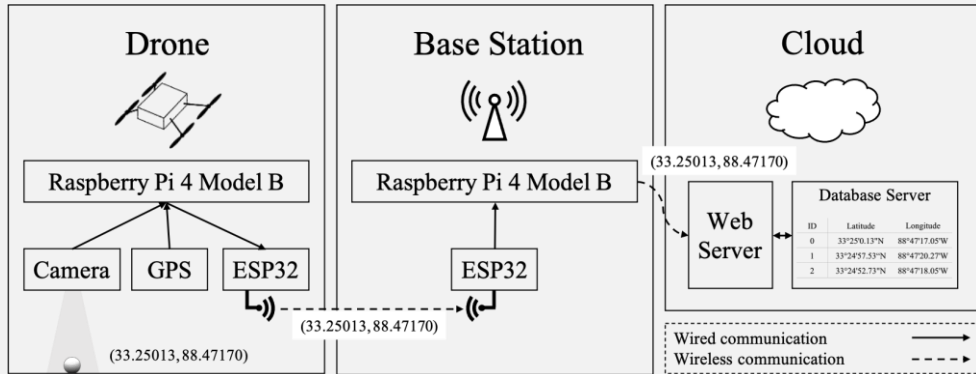 Drone
Raspberry Pi 4 Model B
Camera
GPS
ESP32
(33.25013, 88.47170)
(33.25013, 88.47170)
Base Station
Raspberry Pi 4 Model B
ESP32
(33.25013, 88.47170)
Cloud
Web
Server
Database Server
ID Latitude Longitude
0 33°25'0.13"N 88°47'17.05"W
1 33°24'57.53"N 88°47'20.27"W
2 33°24'52.73"N 88°47'18.05"W
Wired communication
Wireless communication